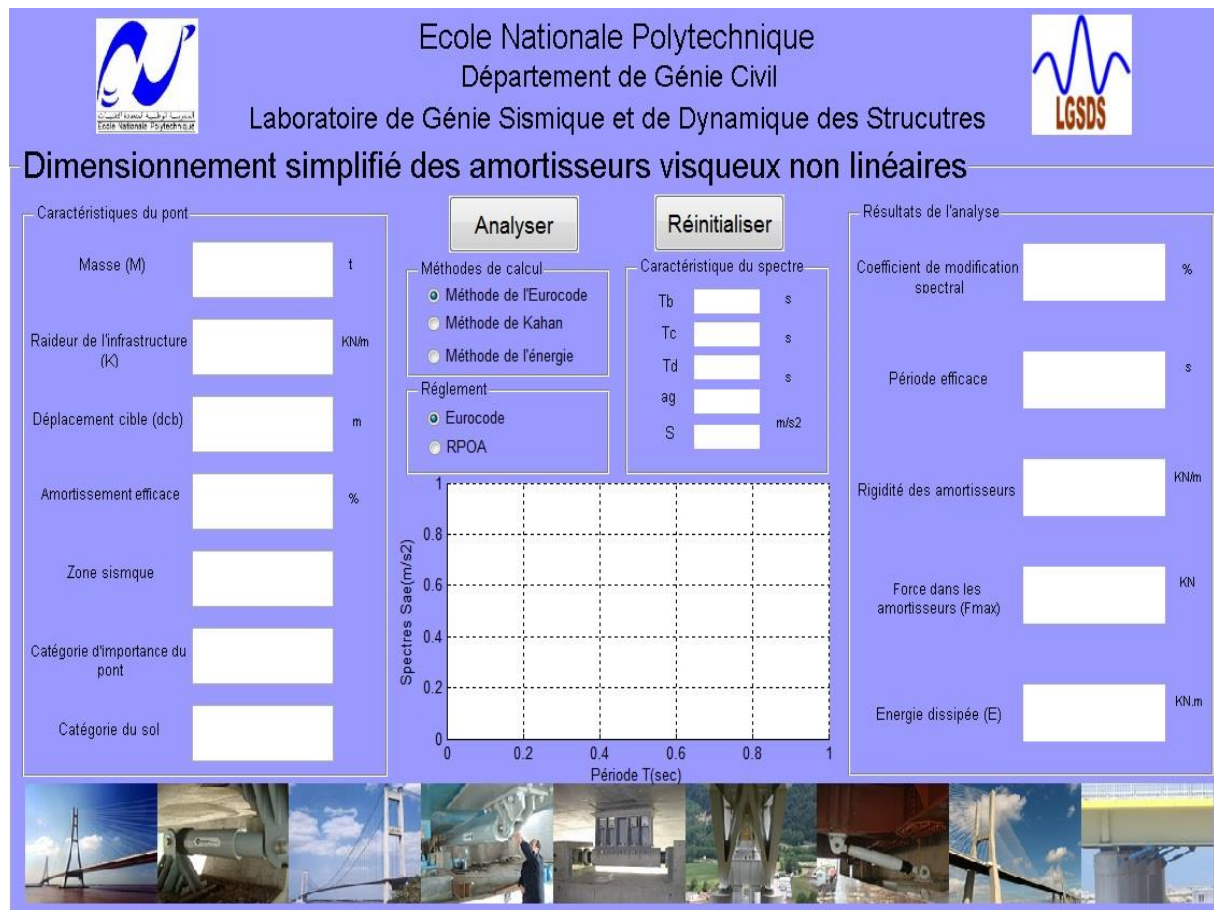 Ecole Nationale Polytechnique
Département de Génie Civil
Laboratoire de Génie Sismique et de Dynamique des Strucutres
Ecole Nationale Polytechnique
LGSDS
Dimensionnement simplifié des amortisseurs visqueux non linéaires
Caractéristiques du pont
Masse (M)
t
Raideur de l'infrastructure
(K)
KN/m
Déplacement cible (dcb)
m
Amortissement efficace
%
Zone sismque
Catégorie d'importance du
pont
Catégorie du sol
Analyser
Réinitialiser
Méthodes de calcul
Méthode de l'Eurocode
Méthode de Kahan
Méthode de l'énergie
Réglement
Eurocode
RPOA
Caractéristique du spectre
Tb
s
Tc
s
Td
s
ag
m/s2
S
Spectres Sae(m/s2)
1
0.8
0.6
0.4
0.2
0
0 0.2 0.4 0.6 0.8 1
Période T(sec)
Résultats de l'analyse
Coefficient de modification
spectral
%
Période efficace
s
Rigidité des amortisseurs
KN/m
Force dans les
amortisseurs (Fmax)
KN
Energie dissipée (E)
KN.m